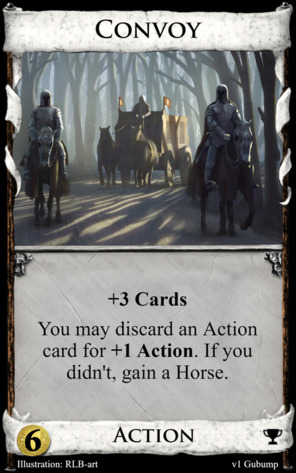 CONVOY
+3 Cards
You may discard an Action
card for +1 Action. If you
didn't, gain a Horse.
6
ACTION
Illustration: RLB-art
v1 Gubump